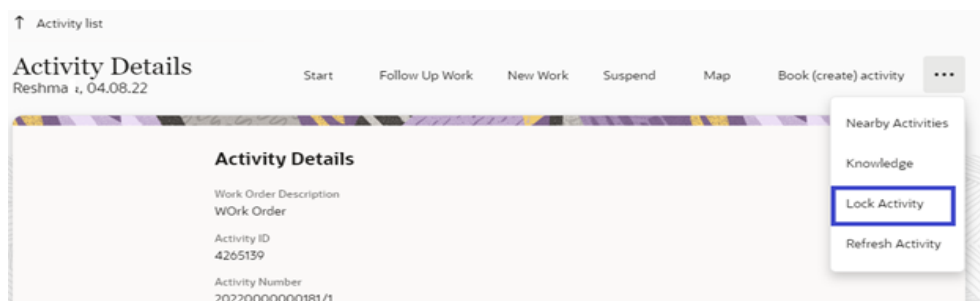 ↑ Activity list
Activity Details
Reshma , 04.08.22
Start Follow Up Work New Work Suspend Map Book (create) activity ...
Nearby Activities
Knowledge
Lock Activity
Refresh Activity
Activity Details
Work Order Description
WOrk Order
Activity ID
4265139
Activity Number
20220000000181/1